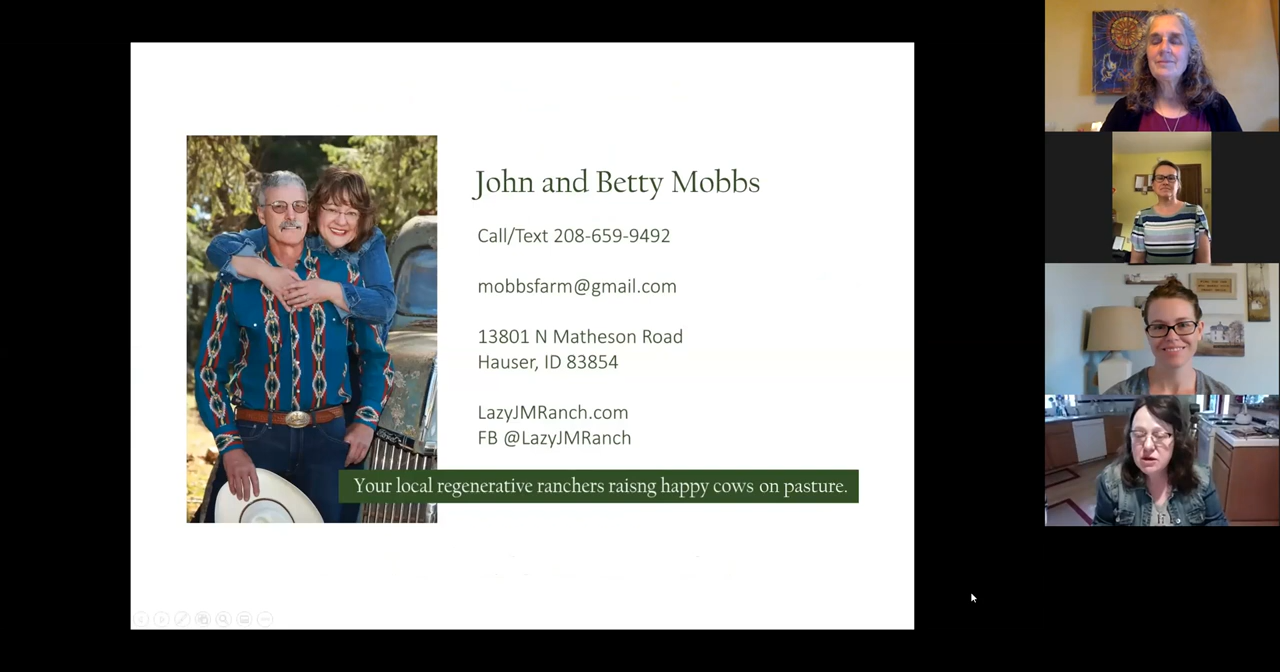 John and Betty Mobbs
Call/Text 208-659-9492
mobbsfarm@gmail.com
13801 N Matheson Road
Hauser, ID 83854
LazyJMRanch.com
FB @LazyJMRanch
Your local regenerative ranchers raisng happy cows on pasture.